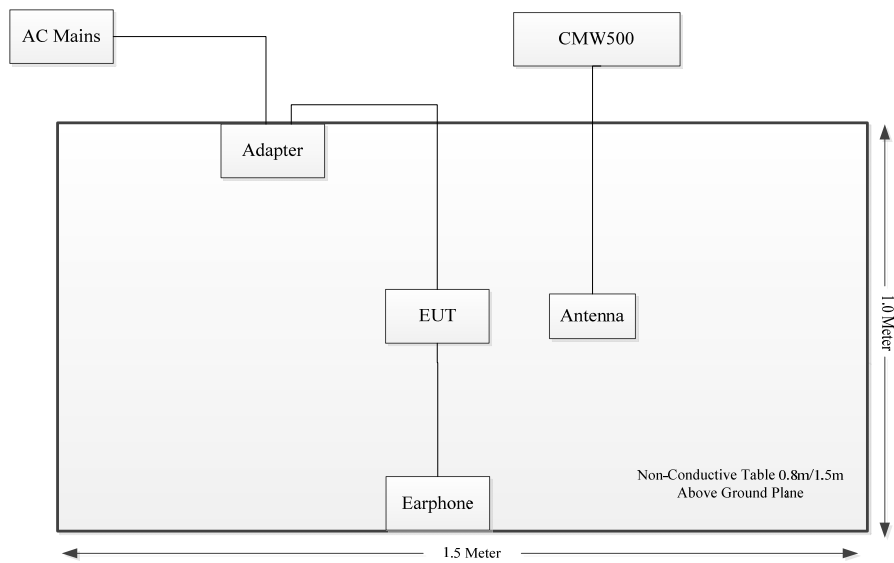 AC Mains
CMW500
Adapter
EUT
Antenna
1.0 Meter
Non-Conductive Table 0.8m/1.5m
Above Ground Plane
Earphone
1.5 Meter